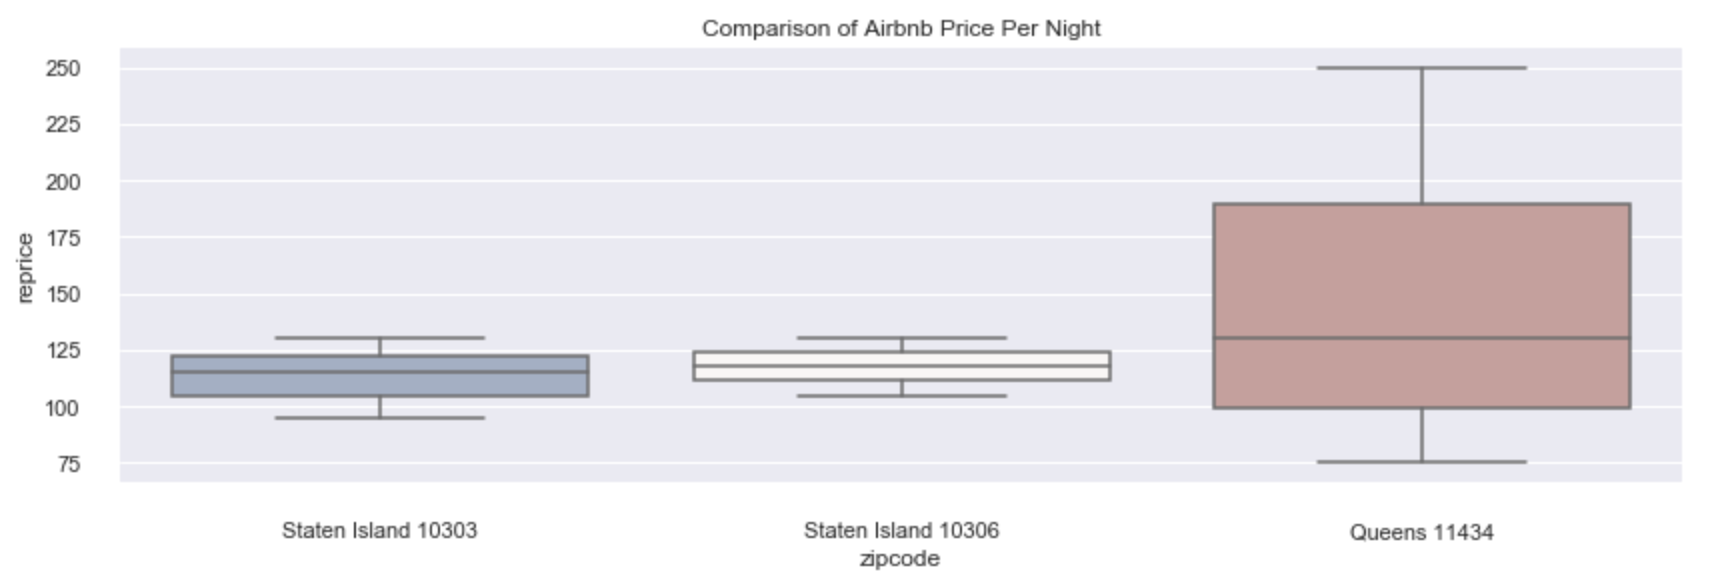 Comparison of Airbnb Price Per Night
reprice
250
225
200
175
150
125
100
75
Staten Island 10303
Staten Island 10306
Queens 11434
zipcode